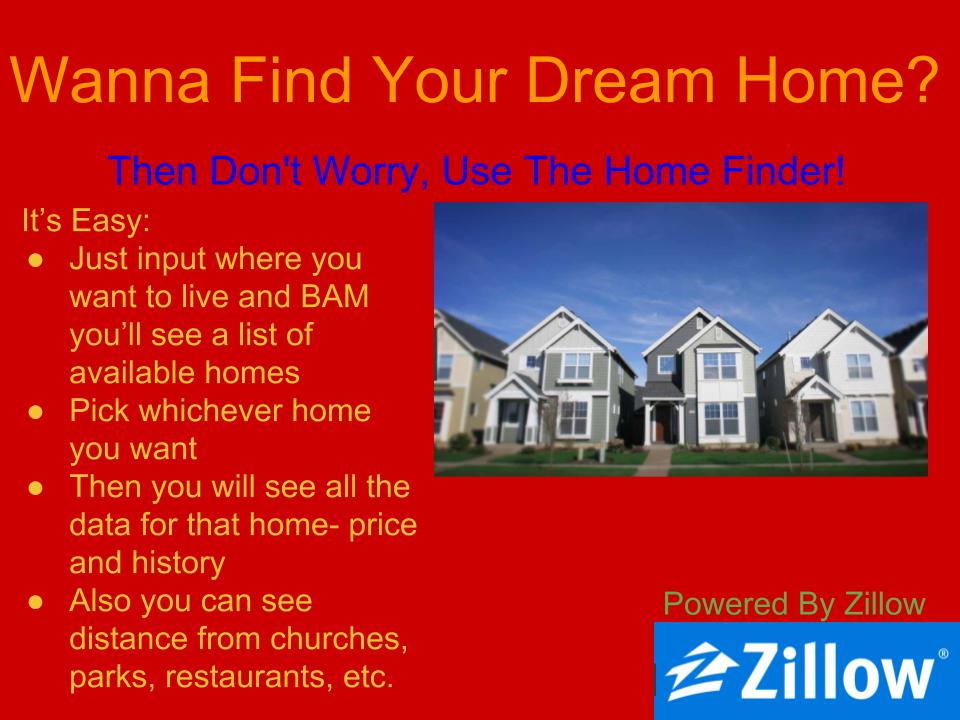 Wanna Find Your Dream Home?
Then Don't Worry, Use The Home Finder!
It’s Easy:
● Just input where you
want to live and BAM
you’ll see a list of
available homes
● Pick whichever home
you want
● Then you will see all the
data for that home- price
and history
● Also you can see
distance from churches,
parks, restaurants, etc.
Powered By Zillow
Zillow®